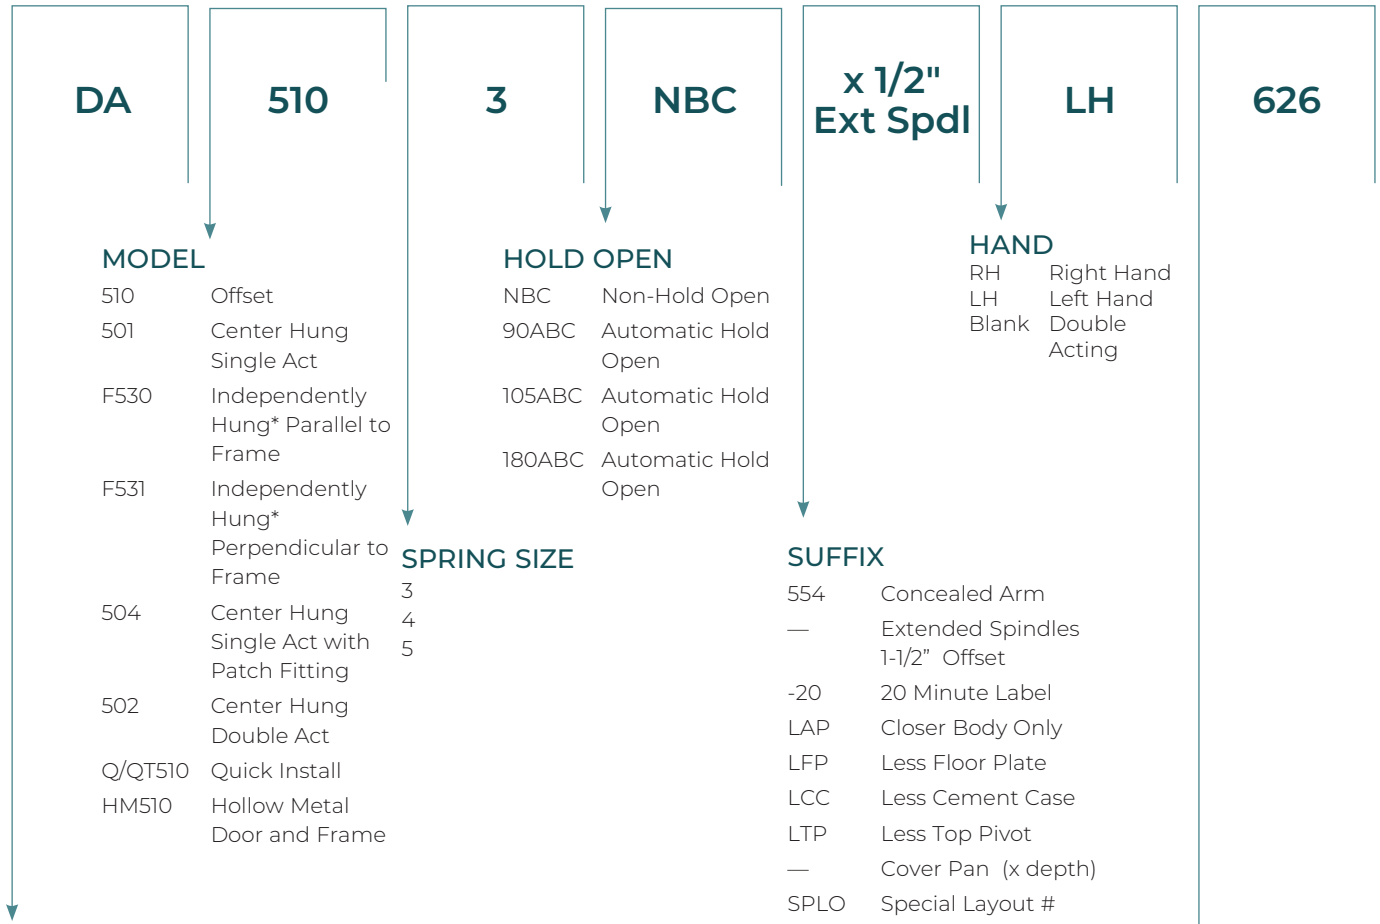 DA
510
3
NBC
x 1/2"
Ext Spdl
LH
626
MODEL
510 Offset
501 Center Hung
Single Act
F530 Independently
Hung* Parallel to
Frame
F531 Independently
Hung*
Perpendicular to
Frame
504 Center Hung
Single Act with
Patch Fitting
502 Center Hung
Double Act
Q/QT510 Quick Install
HM510 Hollow Metal
Door and Frame
SPRING SIZE
3
4
5
HOLD OPEN
NBC Non-Hold Open
90ABC Automatic Hold
Open
105ABC Automatic Hold
Open
180ABC Automatic Hold
Open
SUFFIX
554 Concealed Arm
— Extended Spindles
1-1/2” Offset
-20 20 Minute Label
LAP Closer Body Only
LFP Less Floor Plate
LCC Less Cement Case
LTP Less Top Pivot
— Cover Pan (x depth)
SPLO Special Layout #
HAND
RH Right Hand
LH Left Hand
Blank Double
Acting